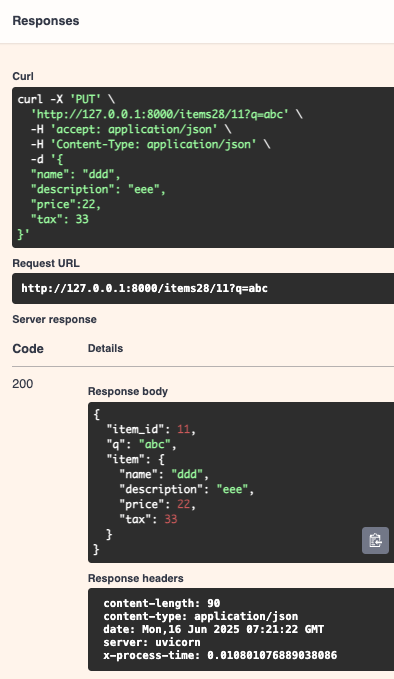 Responses
Curl
curl -X 'PUT' \
  'http://127.0.0.1:8000/items28/11?q=abc' \
  -H 'accept: application/json' \
  -H 'Content-Type: application/json' \
  -d '{
  "name": "ddd",
  "description": "eee",
  "price":22,
  "tax": 33
}'
Request URL
http://127.0.0.1:8000/items28/11?q=abc
Server response
Code Details
200
Response body
{
  "item_id": 11,
  "q": "abc",
  "item": {
    "name": "ddd",
    "description": "eee",
    "price": 22,
    "tax": 33
  }
}
Response headers
content-length: 90
content-type: application/json
date: Mon,16 Jun 2025 07:21:22 GMT
server: uvicorn
x-process-time: 0.010801076889038086